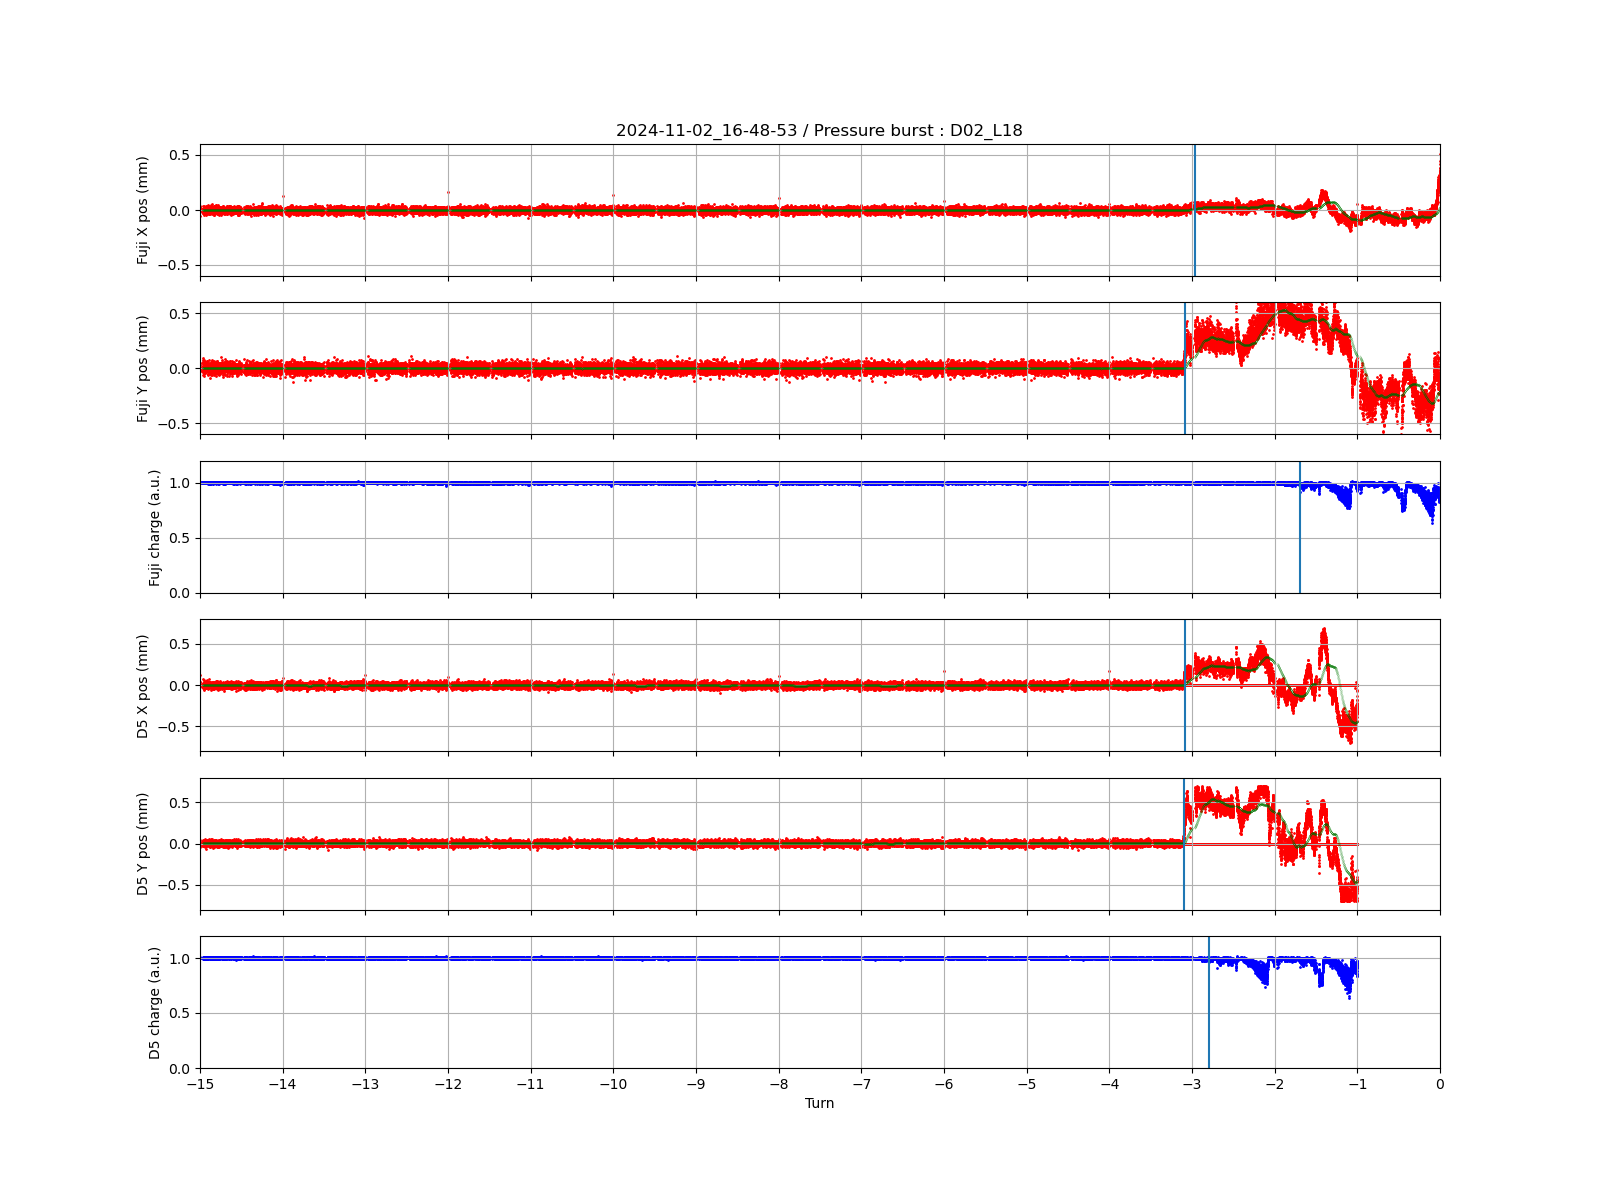 2024-11-02_16-48-53 / Pressure burst : D02_L18
Fuji X pos (mm)
0.5
0.0
−0.5
Fuji Y pos (mm)
0.5
0.0
−0.5
Fuji charge (a.u.)
1.0
0.5
0.0
D5 X pos (mm)
0.5
0.0
−0.5
D5 Y pos (mm)
0.5
0.0
−0.5
D5 charge (a.u.)
1.0
0.5
0.0
−15 −14 −13 −12 −11 −10 −9 −8 −7 −6 −5 −4 −3 −2 −1 0
Turn